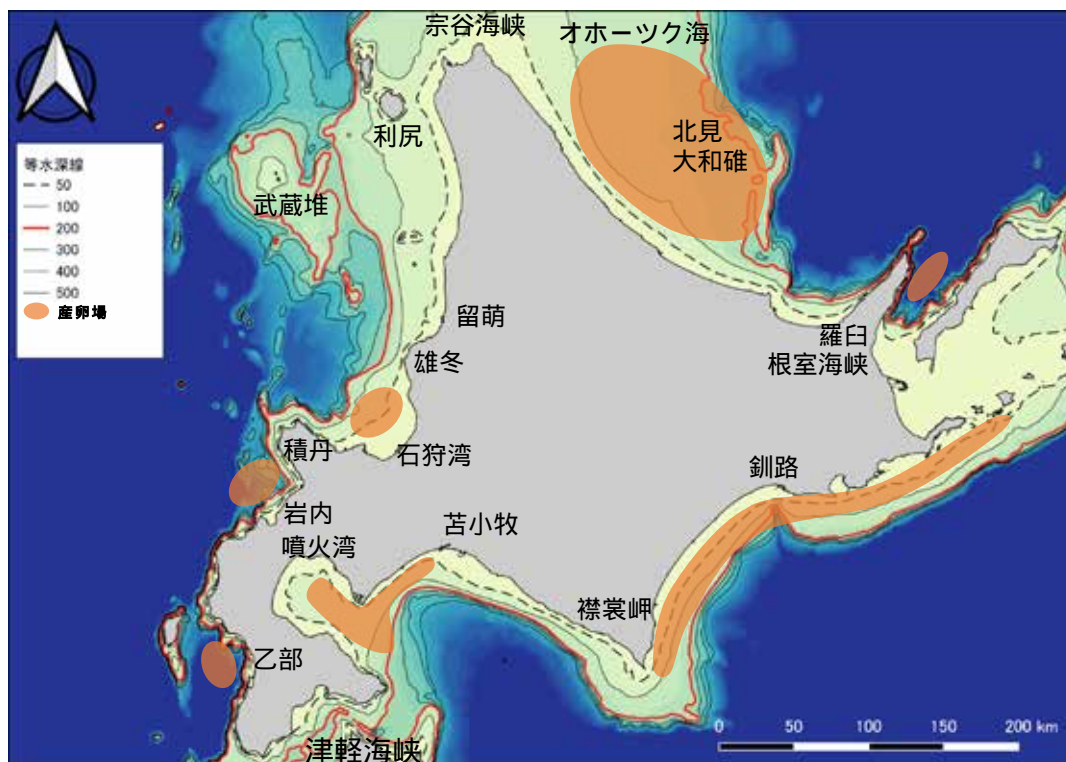 宗谷海峡
オホーツク海
利尻
北見
大和碓
等水深線
50
100
200
300
400
500
産卵場
武蔵堆
留萌
雄冬
羅臼
根室海峡
積丹
石狩湾
釧路
岩内
噴火湾
苫小牧
襟裳岬
乙部
津軽海峡
0 50 100 150 200 km